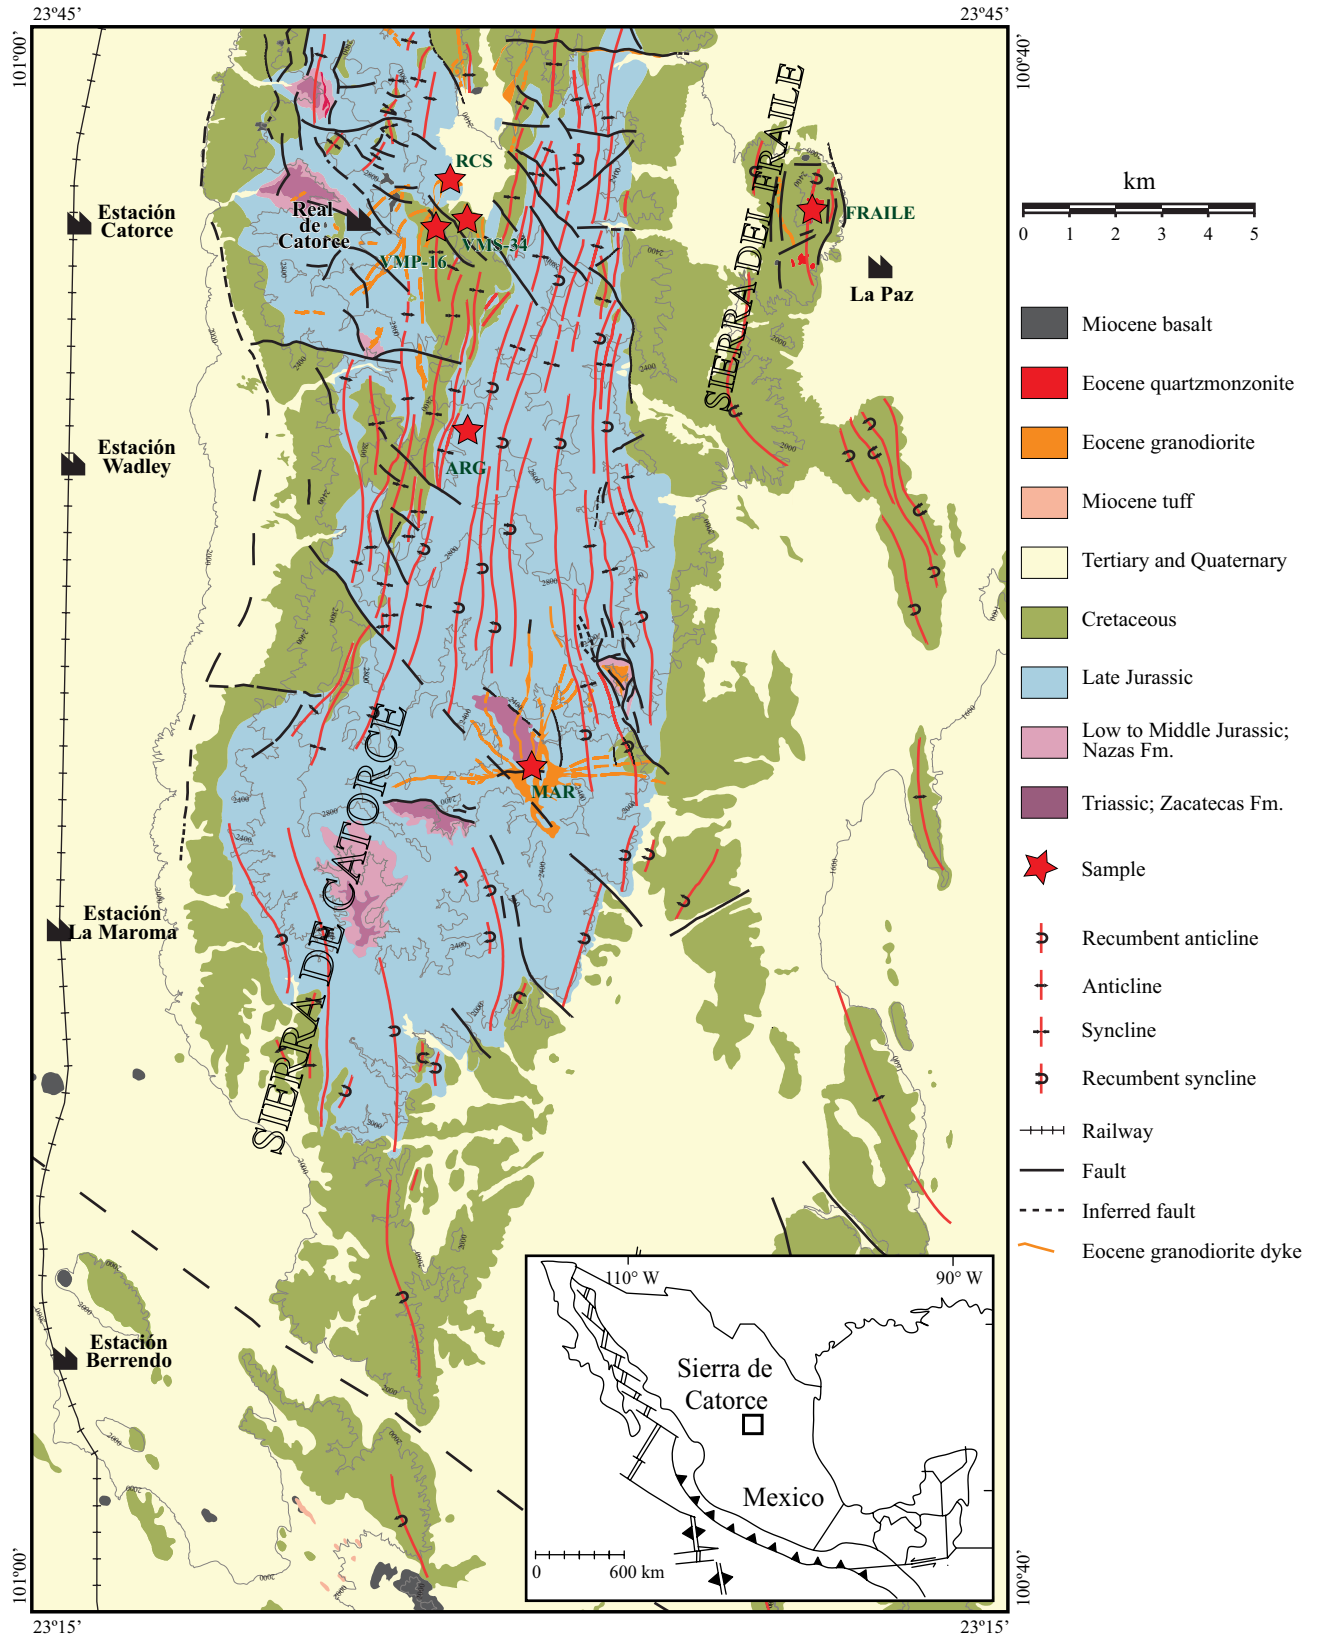 23°45’
23°45’
101°00’
100°40’
SIERRA DEL FRAILE
RCS
Estación
Catorce
Real
de
Catorce
VMS-34
VMP-16
FRAILE
La Paz
Estación
Wadley
ARG
MAR
SIERRA DE CATORCE
Estación
La Maroma
Estación
Berrendo
2800
2400
2000
1600
km
0 1 2 3 4 5
Miocene basalt
Eocene quartzmonzonite
Eocene granodiorite
Miocene tuff
Tertiary and Quaternary
Cretaceous
Late Jurassic
Low to Middle Jurassic;
Nazas Fm.
Triassic; Zacatecas Fm.
Sample
Recumbent anticline
Anticline
Syncline
Recumbent syncline
Railway
Fault
Inferred fault
Eocene granodiorite dyke
110° W
90° W
Sierra de
Catorce
Mexico
0 600 km
101°00’
100°40’
23°15’
23°15’